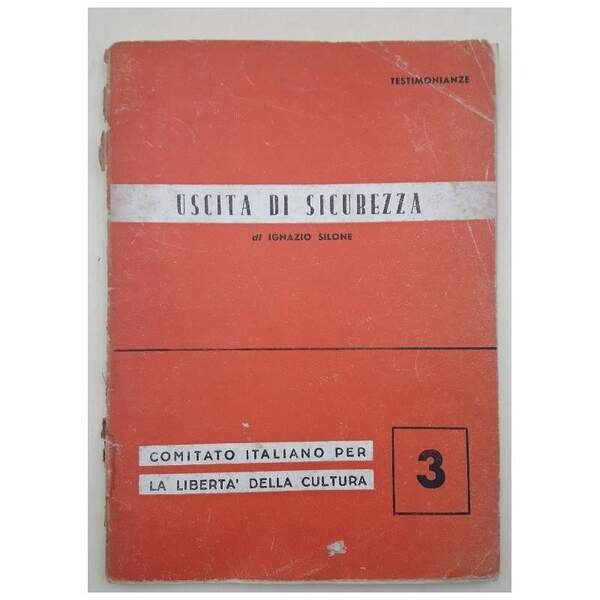 TESTIMONIANZE
USCITA DI SICUREZZA
di IGNAZIO SILONE
COMITATO ITALIANO PER
LA LIBERTA' DELLA CULTURA
3